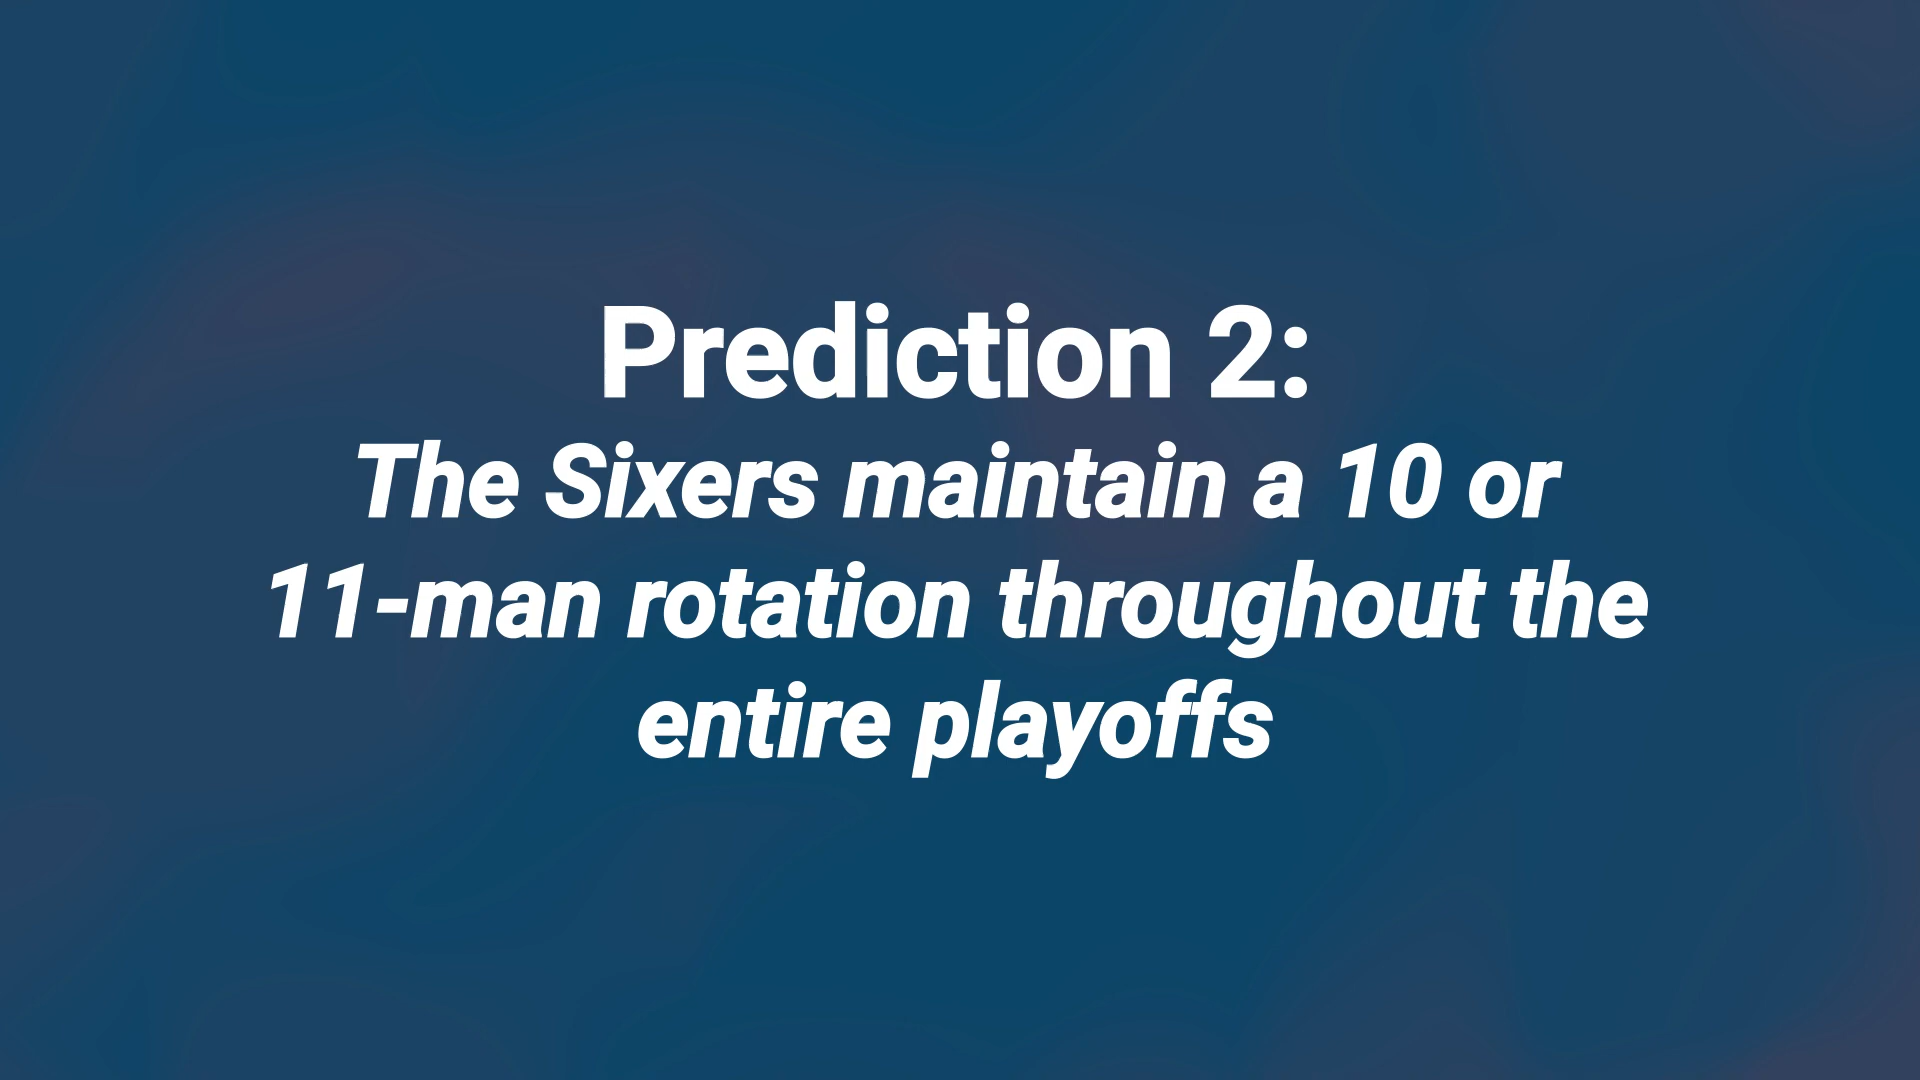 Prediction 2:
The Sixers maintain a 10 or
11-man rotation throughout the
entire playoffs